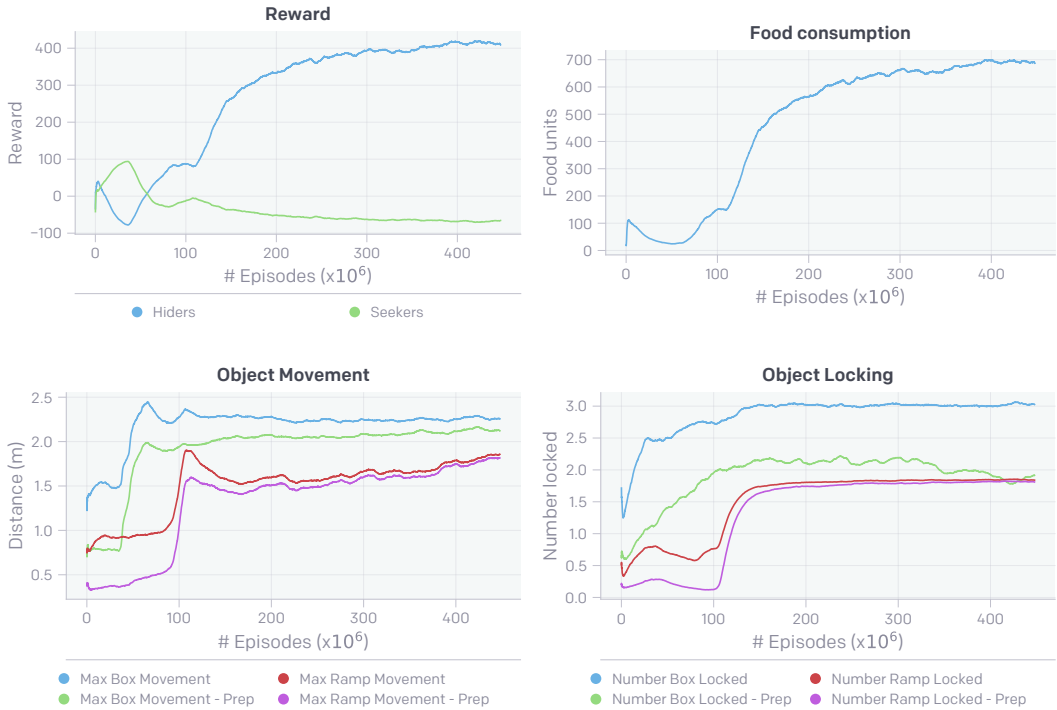 Reward
400
300
200
100
0
−100
Reward
0
100
200
300
400
# Episodes (x10⁶)
Hiders
Seekers
Food consumption
700
600
500
400
300
200
100
0
Food units
0
100
200
300
400
# Episodes (x10⁶)
Object Movement
2.5
2.0
1.5
1.0
0.5
Distance (m)
0
100
200
300
400
# Episodes (x10⁶)
Max Box Movement
Max Ramp Movement
Max Box Movement - Prep
Max Ramp Movement - Prep
Object Locking
3.0
2.5
2.0
1.5
1.0
0.5
0.0
Number locked
0
100
200
300
400
# Episodes (x10⁶)
Number Box Locked
Number Ramp Locked
Number Box Locked - Prep
Number Ramp Locked - Prep